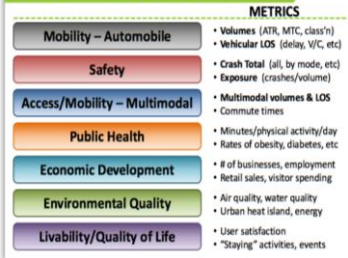 METRICS
Mobility – Automobile
• Volumes (ATR, MTC, class'n)
• Vehicular LOS (delay, V/C, etc)
Safety
• Crash Total (all, by mode, etc)
• Exposure (crashes/volume)
Access/Mobility – Multimodal
• Multimodal volumes & LOS
• Commute times
Public Health
• Minutes/physical activity/day
• Rates of obesity, diabetes, etc
Economic Development
• # of businesses, employment
• Retail sales, visitor spending
Environmental Quality
• Air quality, water quality
• Urban heat island, energy
Livability/Quality of Life
• User satisfaction
• "Staying" activities, events